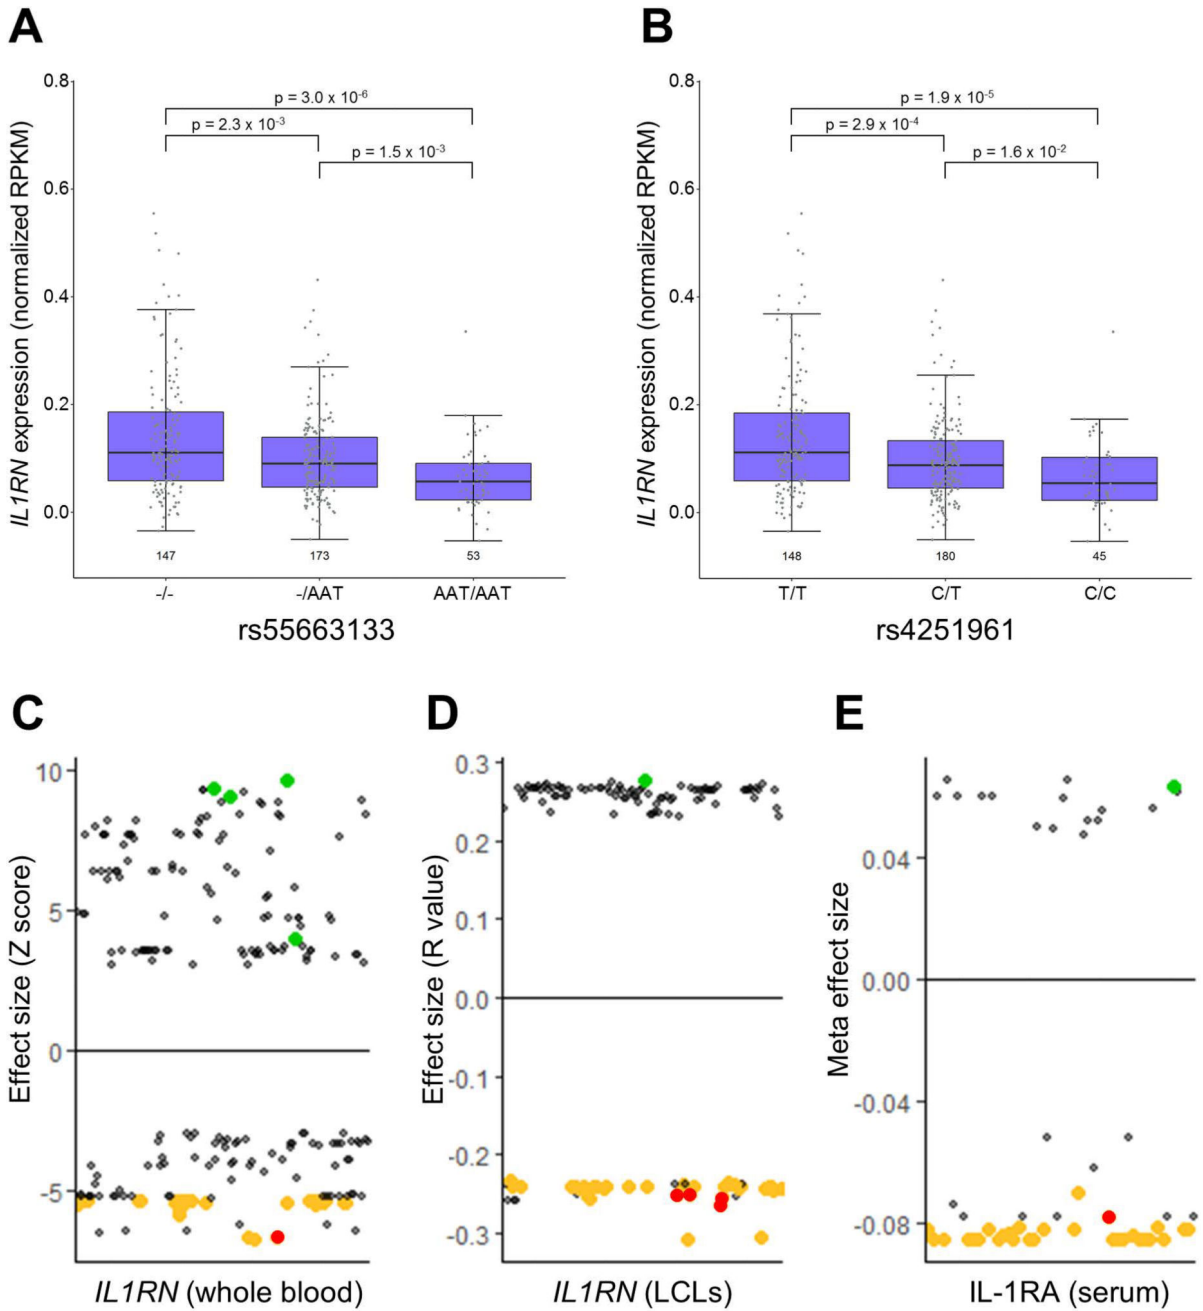 A
B
IL1RN expression (normalized RPKM)
0.8
0.6
0.4
0.2
0.0
p = 3.0 x 10-6
p = 2.3 x 10-3
p = 1.5 x 10-3
147
173
53
-/-
-/AAT
AAT/AAT
rs55663133
IL1RN expression (normalized RPKM)
0.8
0.6
0.4
0.2
0.0
p = 1.9 x 10-5
p = 2.9 x 10-4
p = 1.6 x 10-2
148
180
45
T/T
C/T
C/C
rs4251961
C
D
E
Effect size (Z score)
10
5
0
-5
IL1RN (whole blood)
Effect size (R value)
0.3
0.2
0.1
0.0
-0.1
-0.2
-0.3
IL1RN (LCLs)
Meta effect size
0.04
0.00
-0.04
-0.08
IL-1RA (serum)